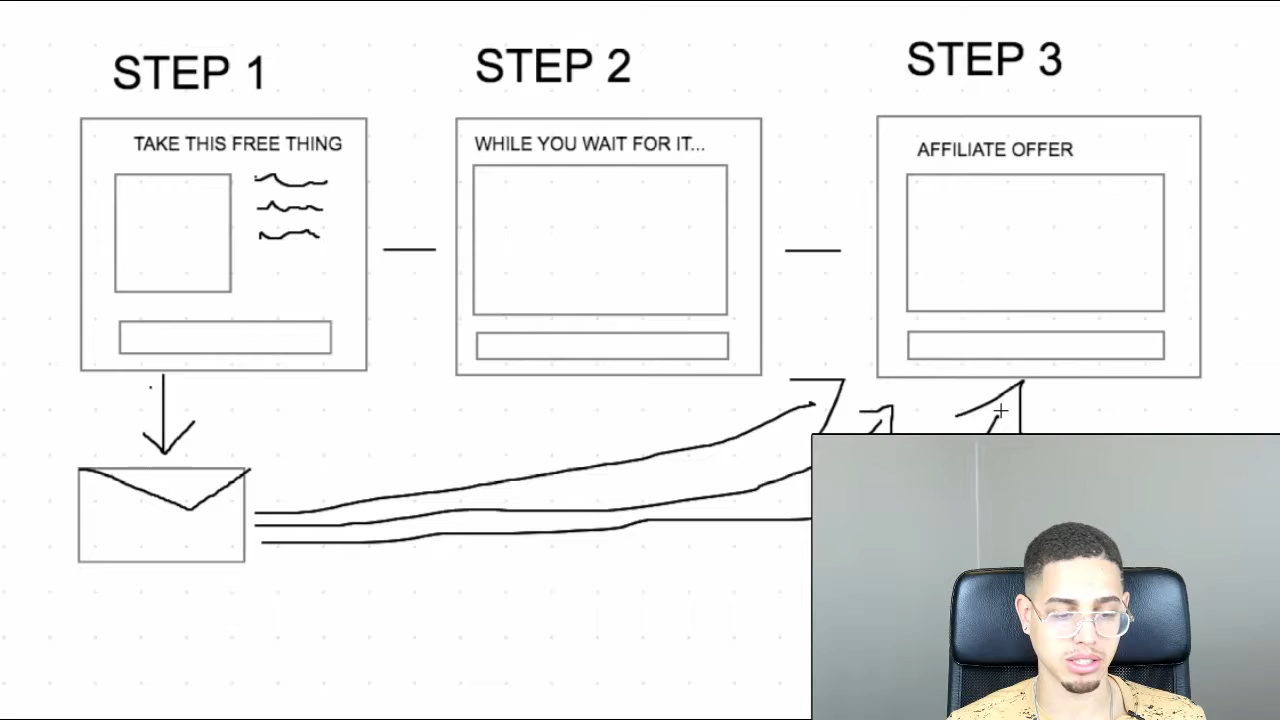 STEP 1
STEP 2
STEP 3
TAKE THIS FREE THING
WHILE YOU WAIT FOR IT...
AFFILIATE OFFER